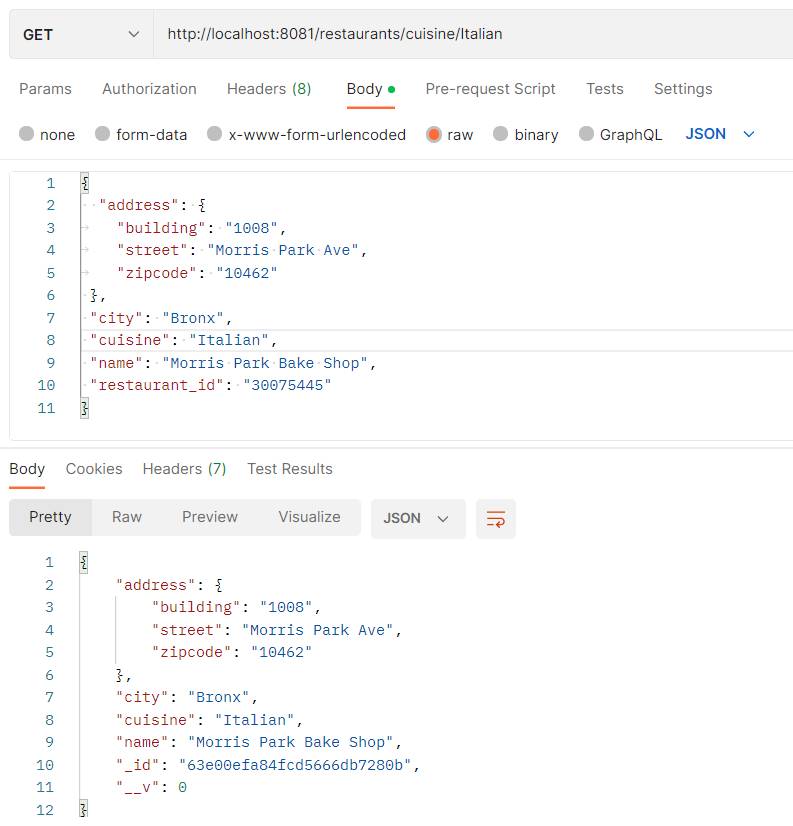 GET http://localhost:8081/restaurants/cuisine/Italian
Params Authorization Headers (8) Body Pre-request Script Tests Settings
none form-data x-www-form-urlencoded raw binary GraphQL JSON
1 {
2 "address": {
3 "building": "1008",
4 "street": "Morris Park Ave",
5 "zipcode": "10462"
6 },
7 "city": "Bronx",
8 "cuisine": "Italian",
9 "name": "Morris Park Bake Shop",
10 "restaurant_id": "30075445"
11 }
Body Cookies Headers (7) Test Results
Pretty Raw Preview Visualize JSON
1 {
2 "address": {
3 "building": "1008",
4 "street": "Morris Park Ave",
5 "zipcode": "10462"
6 },
7 "city": "Bronx",
8 "cuisine": "Italian",
9 "name": "Morris Park Bake Shop",
10 "_id": "63e00efa84fcd5666db7280b",
11 "__v": 0
12 }